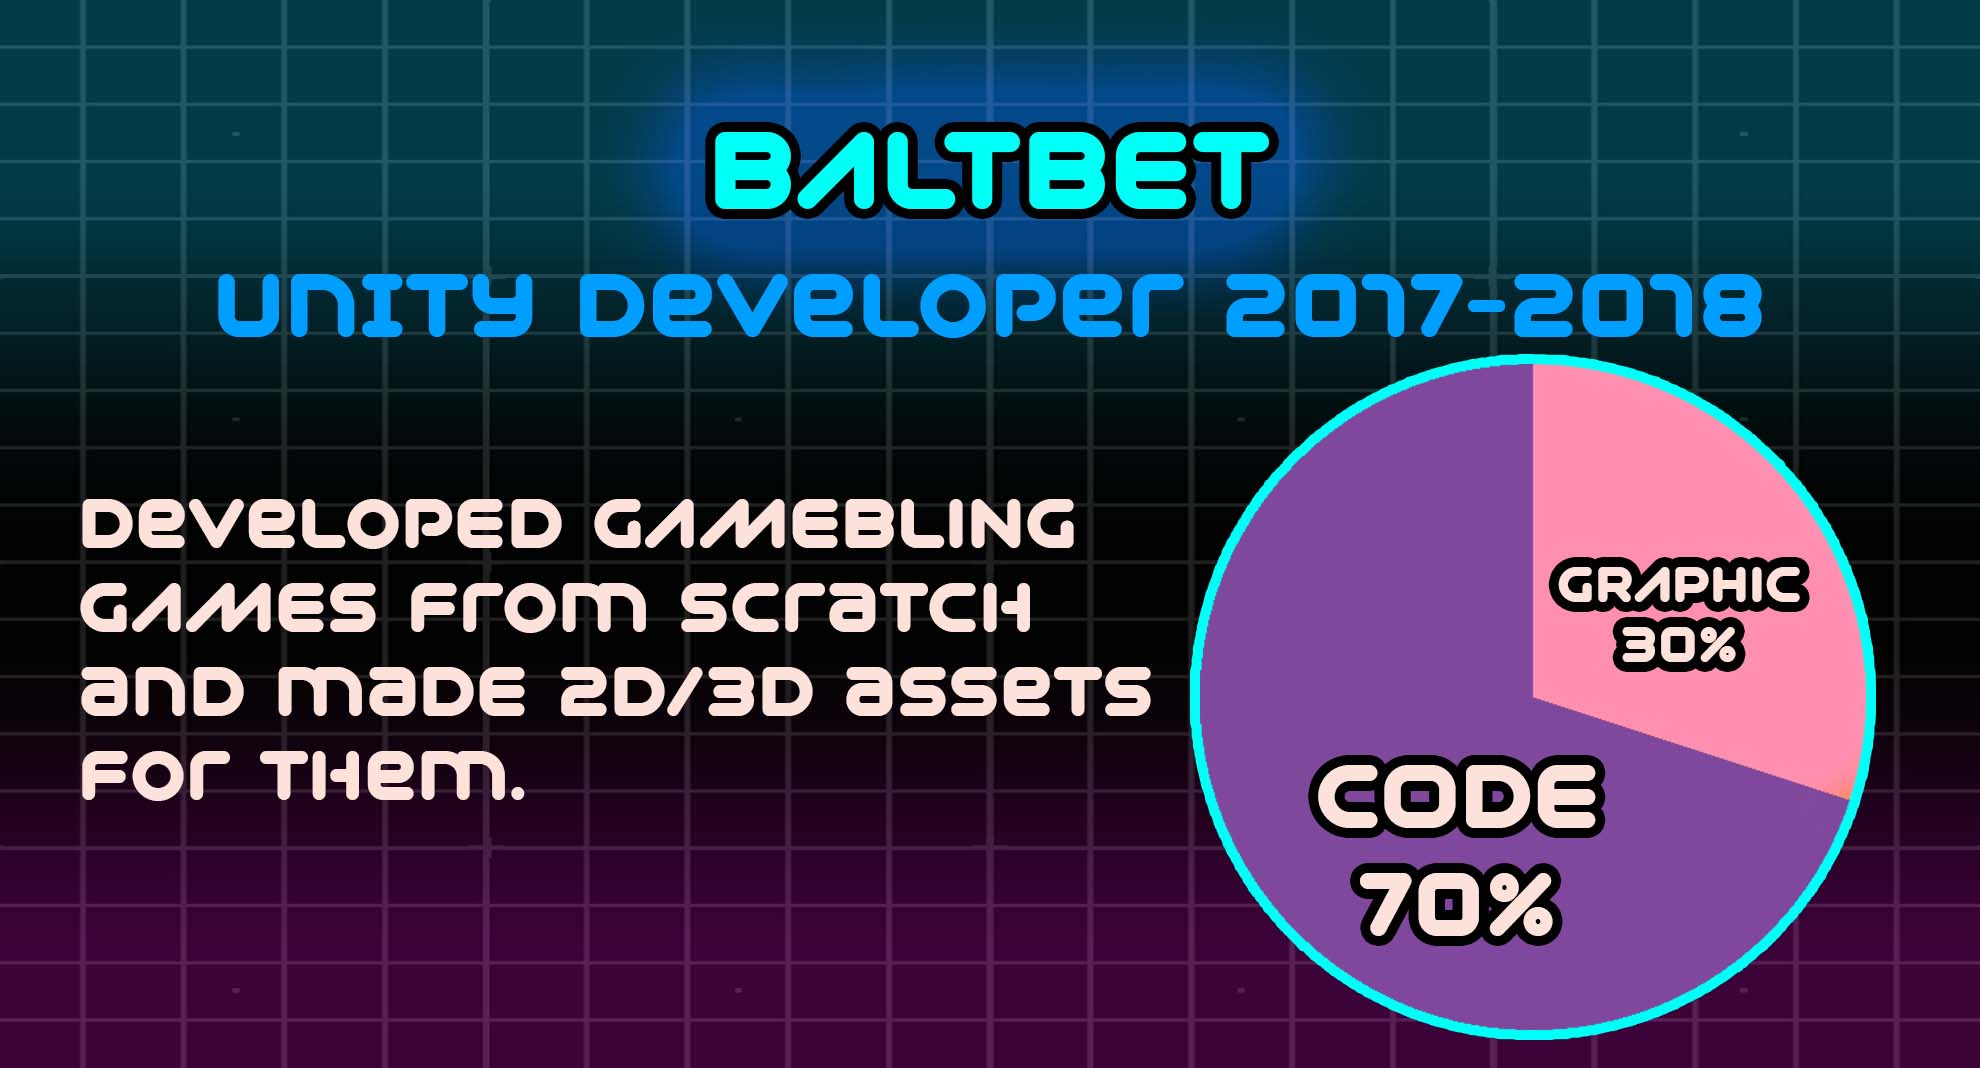 BALTBET
UNITY Developer 2017-2018
DeveloPED GAMEBLING
GAMES From Scratch
and made 2D/3D assets
for them.
GRAPHIC
30%
CODE
70%